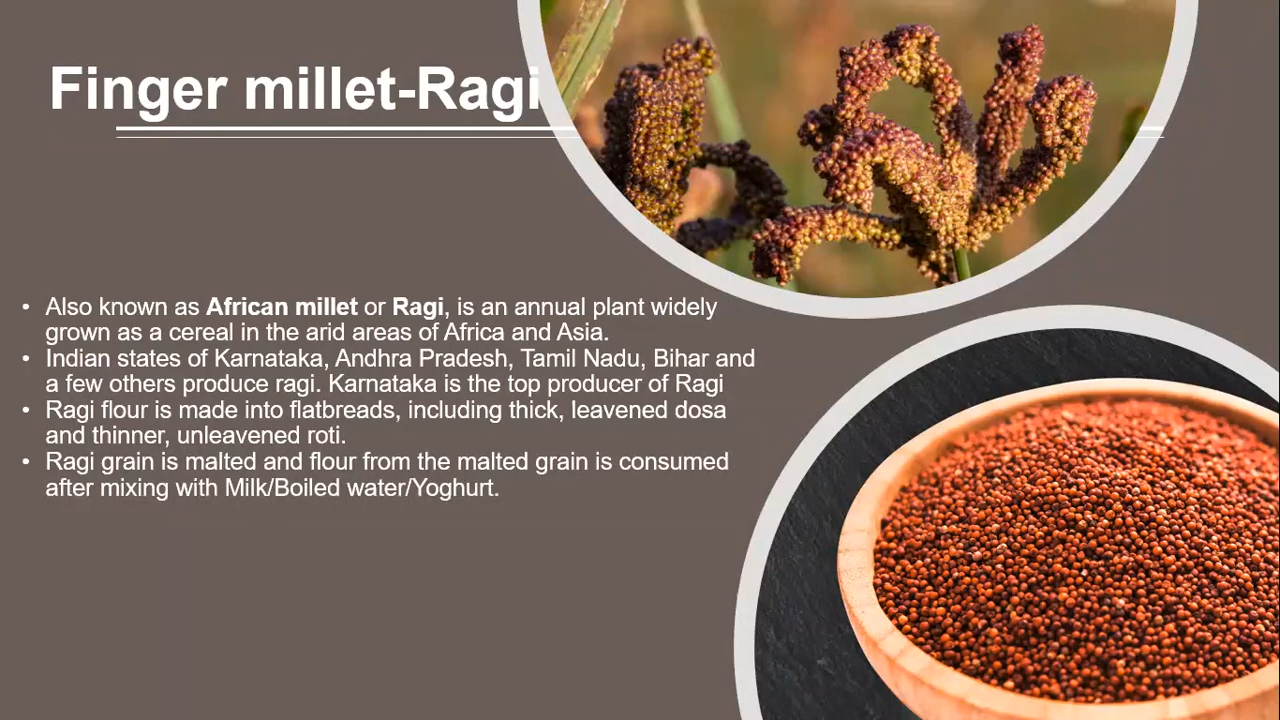 Finger millet-Ragi
• Also known as African millet or Ragi, is an annual plant widely
grown as a cereal in the arid areas of Africa and Asia.
• Indian states of Karnataka, Andhra Pradesh, Tamil Nadu, Bihar and
a few others produce ragi. Karnataka is the top producer of Ragi
• Ragi flour is made into flatbreads, including thick, leavened dosa
and thinner, unleavened roti.
• Ragi grain is malted and flour from the malted grain is consumed
after mixing with Milk/Boiled water/Yoghurt.